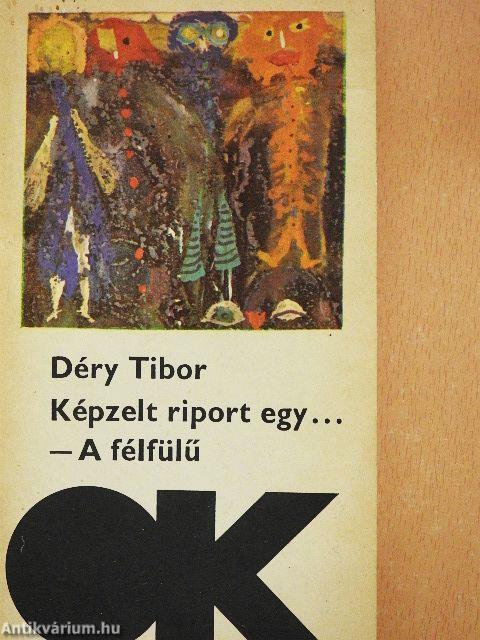 Déry Tibor
Képzelt riport egy...
— A félfülű
OK
Antikvárium.hu